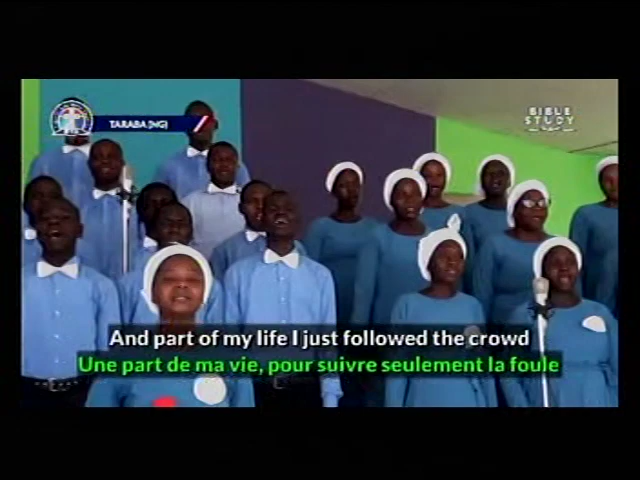 TARABA (NG)
BIBLE
STUDY
And part of my life I just followed the crowd
Une part de ma vie, pour suivre seulement la foule